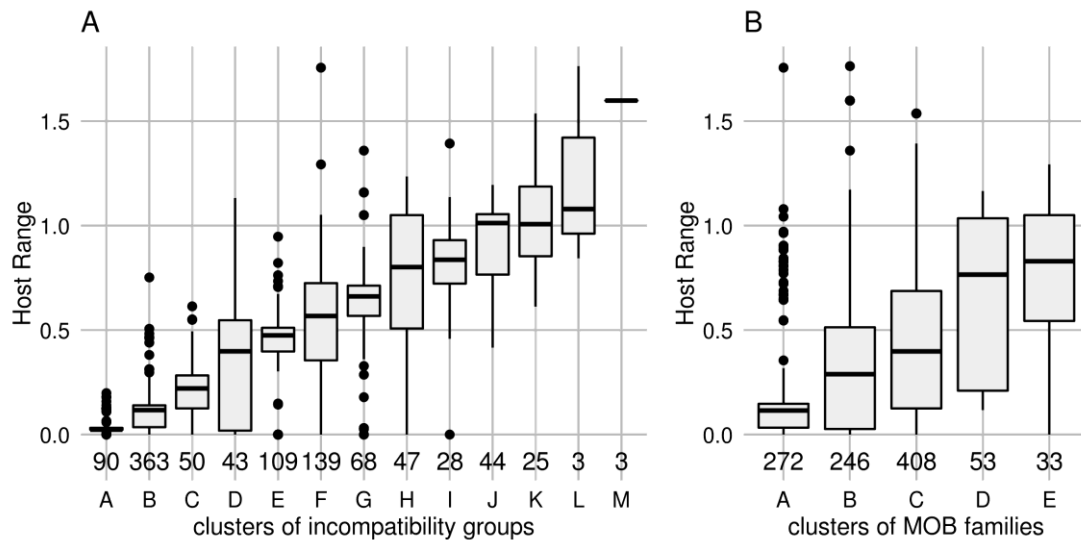 A
B
Host Range
1.5
1.0
0.5
0.0
90 363 50 43 109 139 68 47 28 44 25 3 3
A B C D E F G H I J K L M
clusters of incompatibility groups
Host Range
1.5
1.0
0.5
0.0
272 246 408 53 33
A B C D E
clusters of MOB families